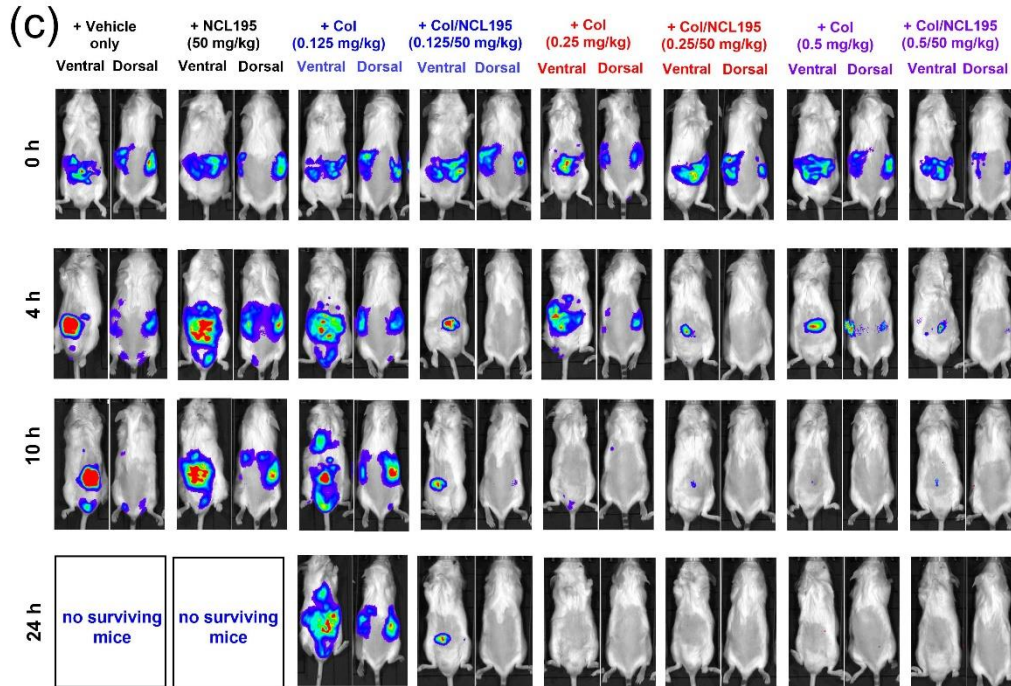 (c)
+ Vehicle only
+ NCL195 (50 mg/kg)
+ Col (0.125 mg/kg)
+ Col/NCL195 (0.125/50 mg/kg)
+ Col (0.25 mg/kg)
+ Col/NCL195 (0.25/50 mg/kg)
+ Col (0.5 mg/kg)
+ Col/NCL195 (0.5/50 mg/kg)
Ventral Dorsal Ventral Dorsal Ventral Dorsal Ventral Dorsal Ventral Dorsal Ventral Dorsal Ventral Dorsal Ventral Dorsal
0 h
4 h
10 h
24 h
no surviving
mice
no surviving
mice